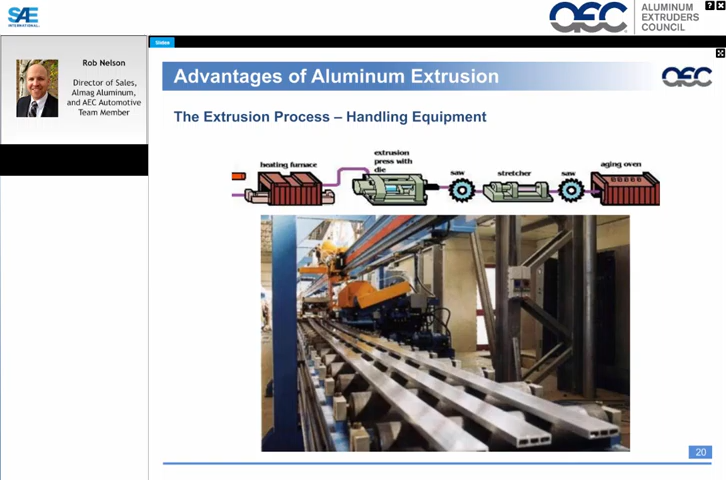 SAE
INTERNATIONAL
AEC
ALUMINUM
EXTRUDERS
COUNCIL
Rob Nelson
Director of Sales,
Almag Aluminum,
and AEC Automotive
Team Member
Slides
Advantages of Aluminum Extrusion
AEC
The Extrusion Process – Handling Equipment
heating furnace
extrusion
press with
die
saw
stretcher
saw
aging oven
20